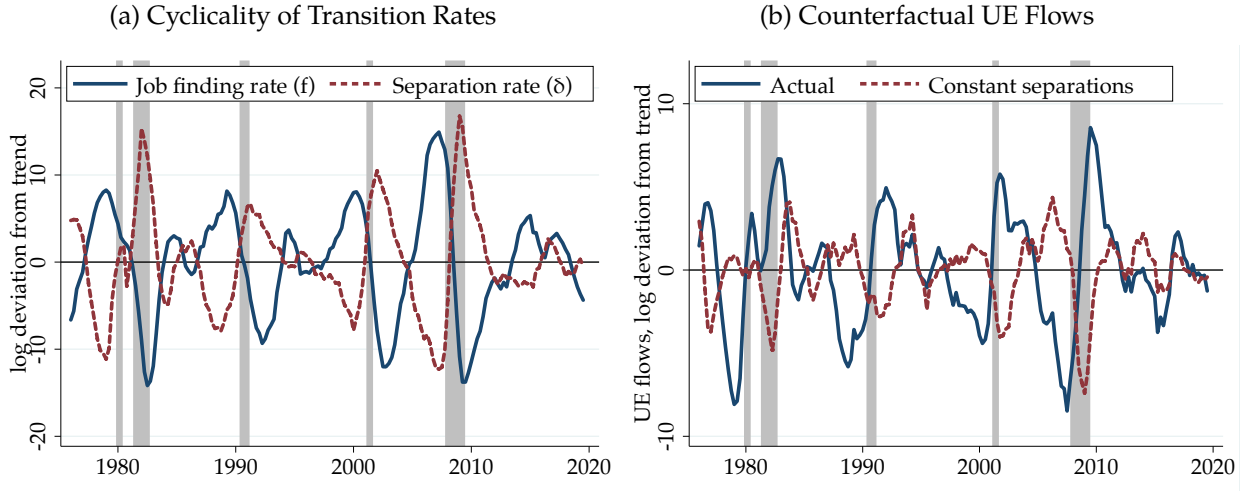 (a) Cyclicality of Transition Rates
log deviation from trend
20
10
0
-10
-20
Job finding rate (f)
Separation rate (δ)
1980
1990
2000
2010
2020
(b) Counterfactual UE Flows
UE flows, log deviation from trend
10
0
-10
Actual
Constant separations
1980
1990
2000
2010
2020